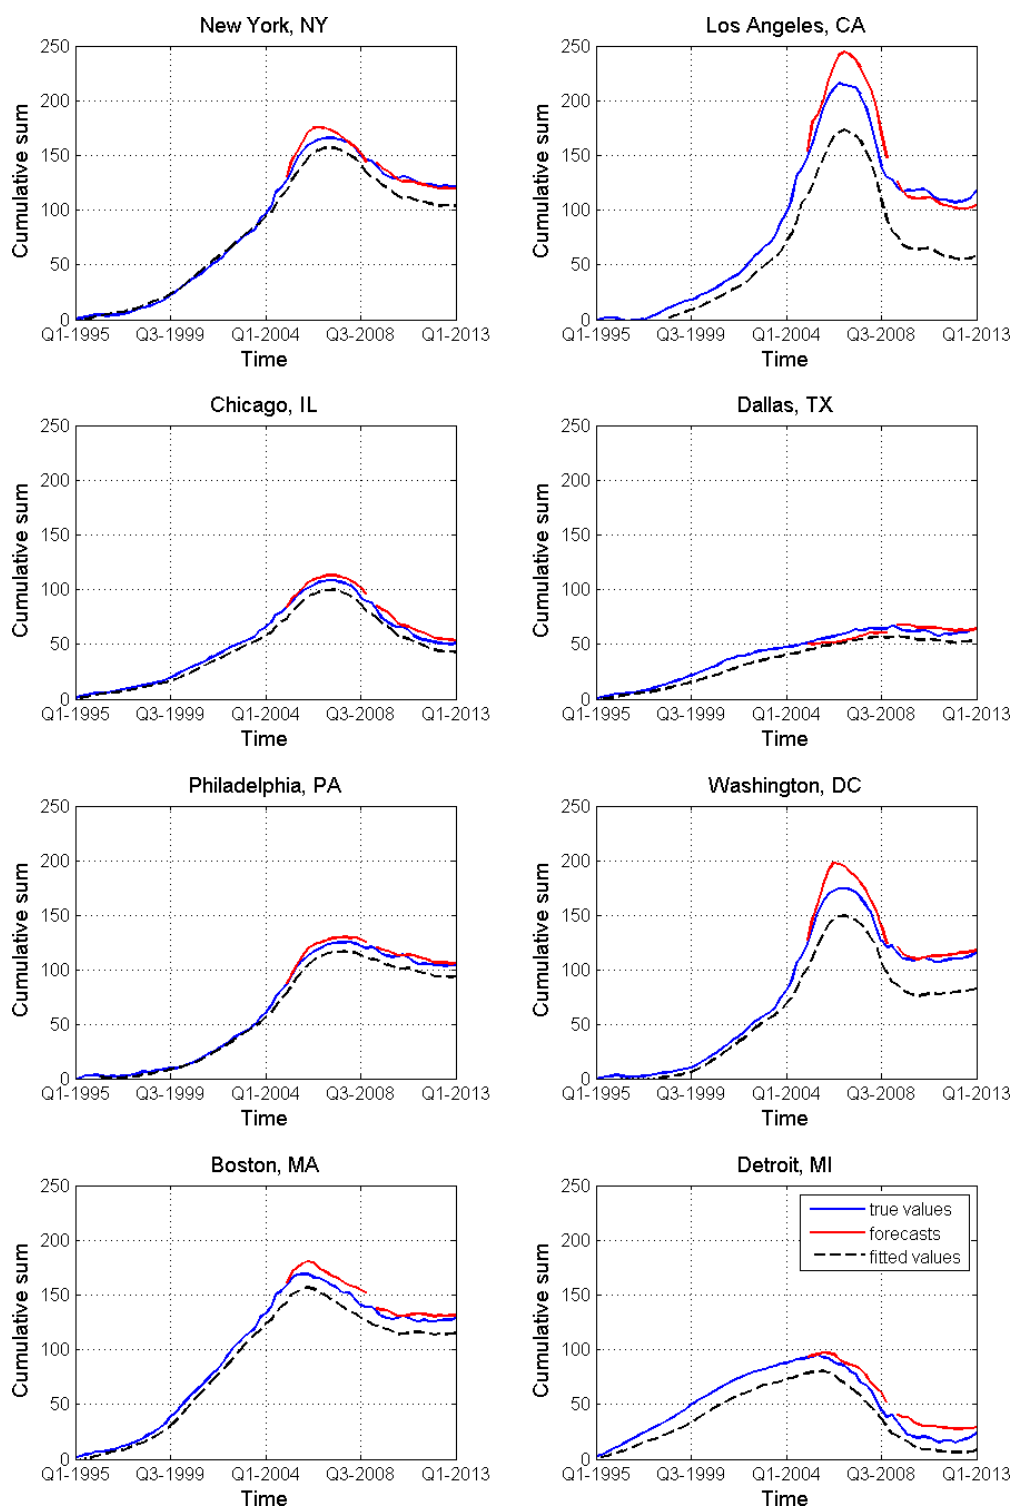 New York, NY
250
200
150
100
50
0
Cumulative sum
Q1-1995 Q3-1999 Q1-2004 Q3-2008 Q1-2013
Time
Los Angeles, CA
250
200
150
100
50
0
Cumulative sum
Q1-1995 Q3-1999 Q1-2004 Q3-2008 Q1-2013
Time
Chicago, IL
250
200
150
100
50
0
Cumulative sum
Q1-1995 Q3-1999 Q1-2004 Q3-2008 Q1-2013
Time
Dallas, TX
250
200
150
100
50
0
Cumulative sum
Q1-1995 Q3-1999 Q1-2004 Q3-2008 Q1-2013
Time
Philadelphia, PA
250
200
150
100
50
0
Cumulative sum
Q1-1995 Q3-1999 Q1-2004 Q3-2008 Q1-2013
Time
Washington, DC
250
200
150
100
50
0
Cumulative sum
Q1-1995 Q3-1999 Q1-2004 Q3-2008 Q1-2013
Time
Boston, MA
250
200
150
100
50
0
Cumulative sum
Q1-1995 Q3-1999 Q1-2004 Q3-2008 Q1-2013
Time
Detroit, MI
250
200
150
100
50
0
Cumulative sum
true values
forecasts
fitted values
Q1-1995 Q3-1999 Q1-2004 Q3-2008 Q1-2013
Time